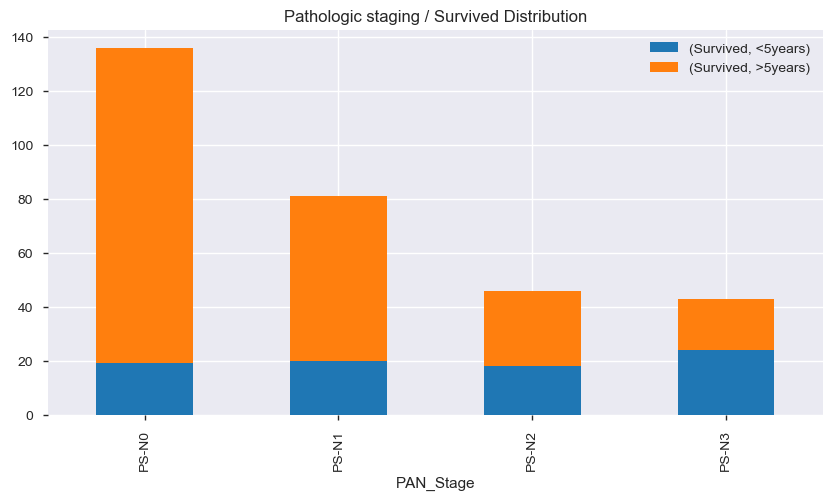 Pathologic staging / Survived Distribution
(Survived, <5years)
(Survived, >5years)
140
120
100
80
60
40
20
0
PS-N0
PS-N1
PS-N2
PS-N3
PAN_Stage